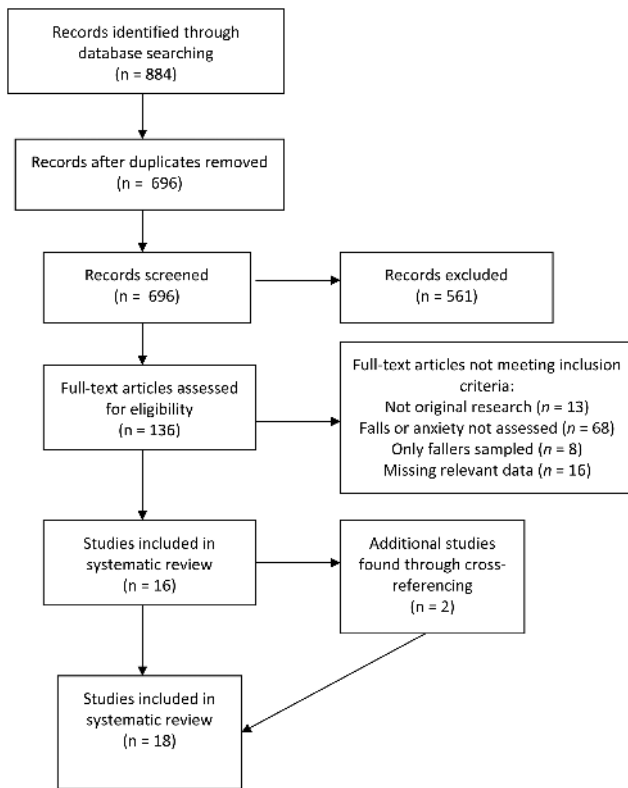 Records identified through
database searching
(n = 884)
Records after duplicates removed
(n = 696)
Records screened
(n = 696)
Records excluded
(n = 561)
Full-text articles assessed
for eligibility
(n = 136)
Full-text articles not meeting inclusion
criteria:
Not original research (n = 13)
Falls or anxiety not assessed (n = 68)
Only fallers sampled (n = 8)
Missing relevant data (n = 16)
Studies included in
systematic review
(n = 16)
Additional studies
found through cross-
referencing
(n = 2)
Studies included in
systematic review
(n = 18)